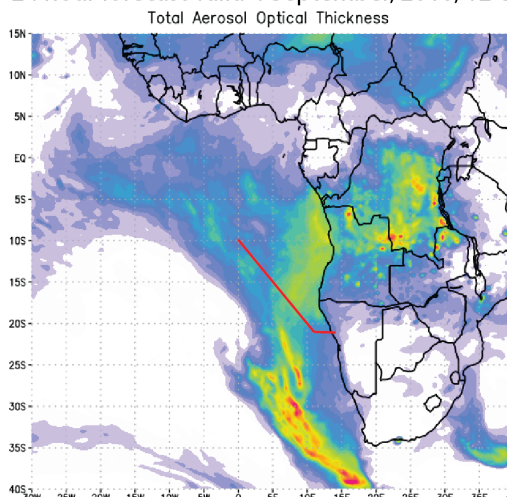 Total Aerosol Optical Thickness
15N
10N
5N
EQ
5S
10S
15S
20S
25S
30S
35S
40S
30W 25W 20W 15W 10W 5W 0 5E 10E 15E 20E 25E 30E 35E